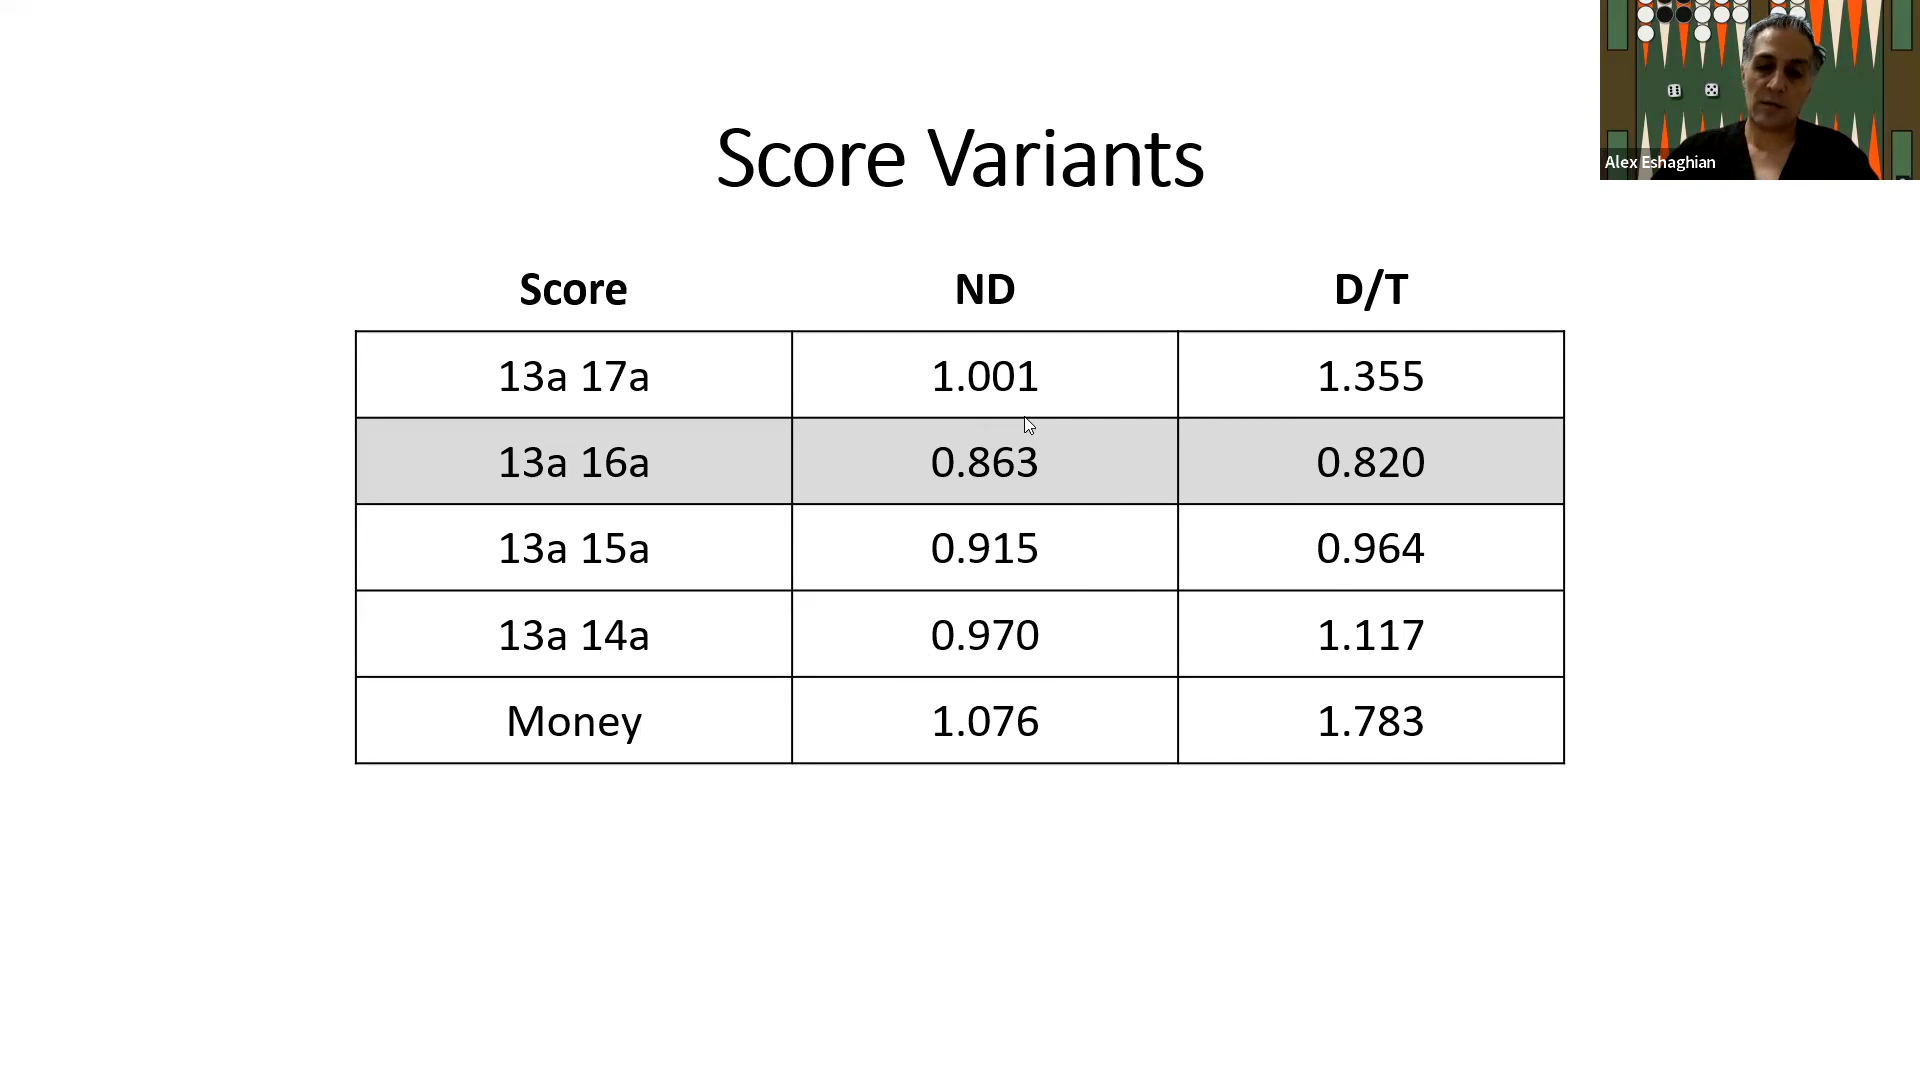 Alex Eshaghian
Score Variants
Score ND D/T
13a 17a 1.001 1.355
13a 16a 0.863 0.820
13a 15a 0.915 0.964
13a 14a 0.970 1.117
Money 1.076 1.783